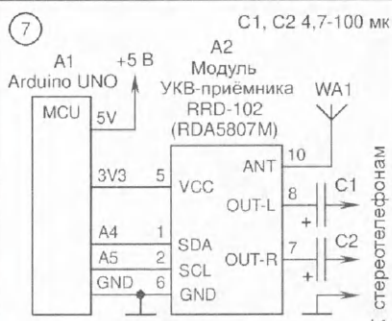 7
C1, C2 4,7-100 мк
A1
Arduino UNO
+5 В
A2
Модуль
УКВ-приёмника
RRD-102
(RDA5807M)
WA1
MCU
5V
3V3
5
VCC
ANT
10
OUT-L
8
C1
+
A4
1
SDA
A5
2
SCL
OUT-R
7
C2
+
GND
6
GND
стереотелефонам